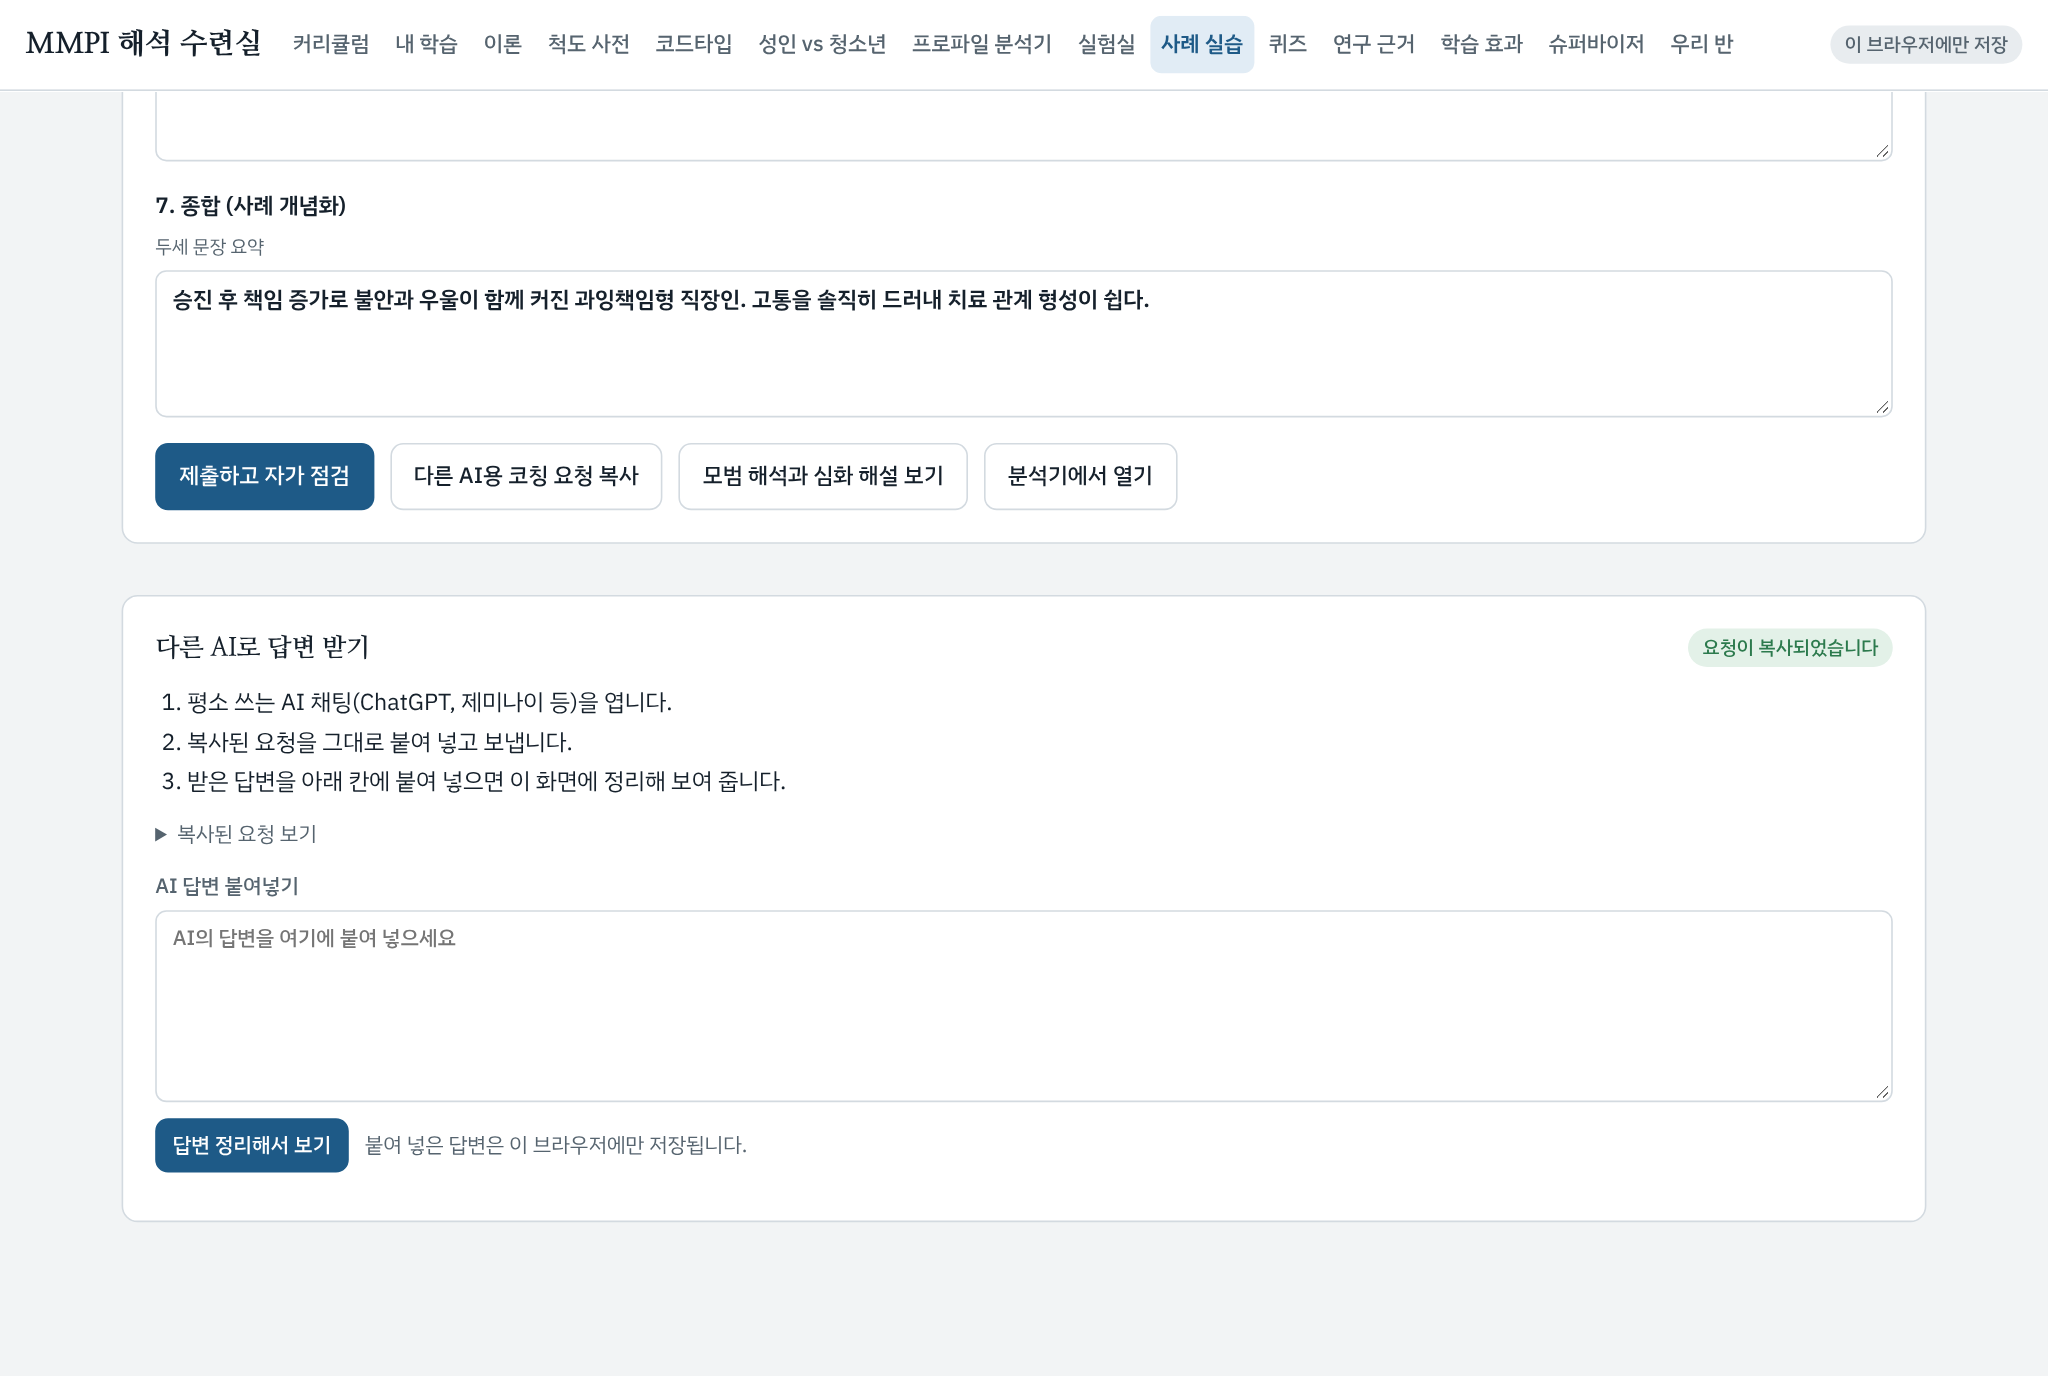 MMPI 해석 수련실 커리큘럼 내 학습 이론 척도 사전 코드타입 성인 vs 청소년 프로파일 분석기 실험실 사례 실습 퀴즈 연구 근거 학습 효과 슈퍼바이저 우리 반 이 브라우저에만 저장
7. 종합 (사례 개념화)
두세 문장 요약
승진 후 책임 증가로 불안과 우울이 함께 커진 과잉책임형 직장인. 고통을 솔직히 드러내 치료 관계 형성이 쉽다.
제출하고 자가 점검 다른 AI용 코칭 요청 복사 모범 해석과 심화 해설 보기 분석기에서 열기
다른 AI로 답변 받기 요청이 복사되었습니다
1. 평소 쓰는 AI 채팅(ChatGPT, 제미나이 등)을 엽니다.
2. 복사된 요청을 그대로 붙여 넣고 보냅니다.
3. 받은 답변을 아래 칸에 붙여 넣으면 이 화면에 정리해 보여 줍니다.
▶ 복사된 요청 보기
AI 답변 붙여넣기
AI의 답변을 여기에 붙여 넣으세요
답변 정리해서 보기 붙여 넣은 답변은 이 브라우저에만 저장됩니다.